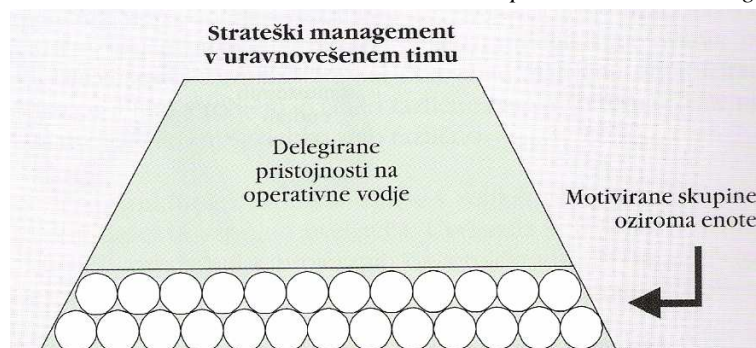 Strateški management
v uravnovešenem timu
Delegirane
pristojnosti na
operativne vodje
Motivirane skupine
oziroma enote